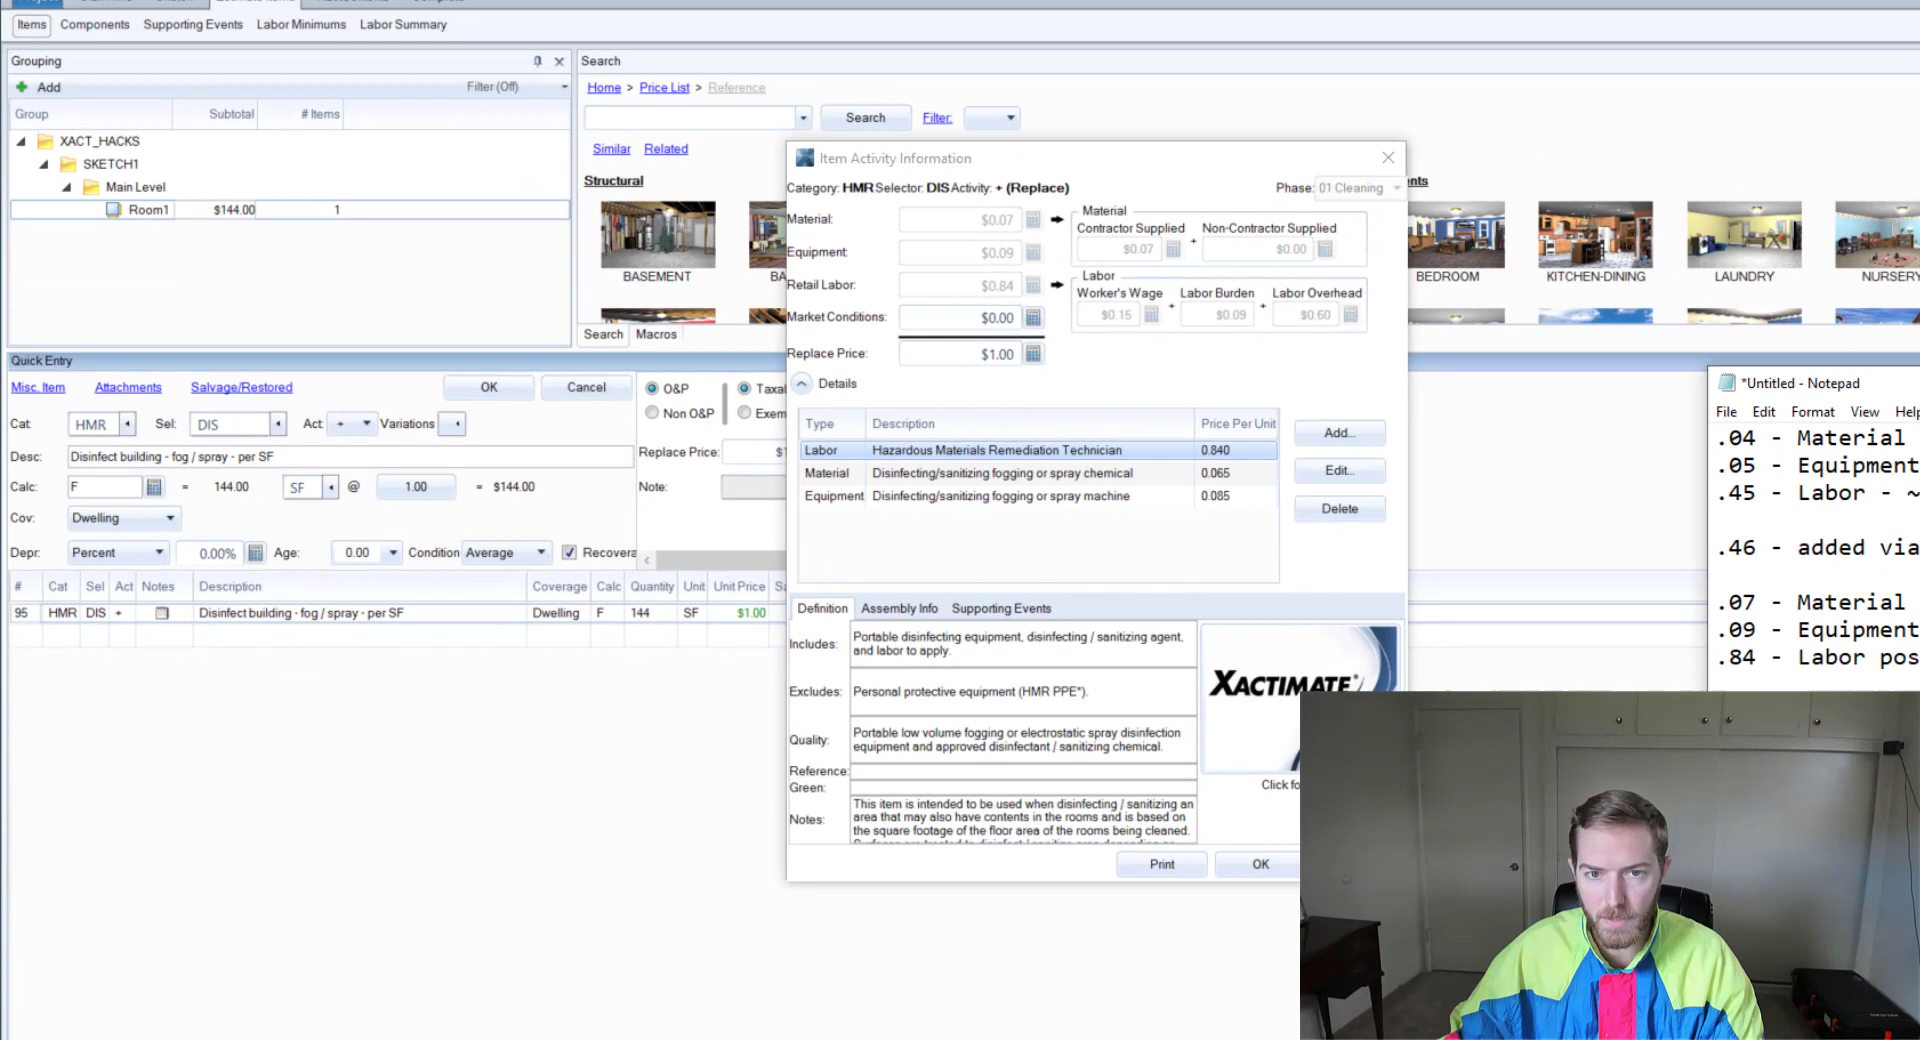 Items Components Supporting Events Labor Minimums Labor Summary
Grouping
Add Filter (Off)
Group Subtotal # Items
XACT_HACKS
SKETCH1
Main Level
Room1 $144.00 1
Search
Home > Price List > Reference
Search Filter:
Similar Related
Structural
BASEMENT
BEDROOM
KITCHEN-DINING
LAUNDRY
NURSERY
Search Macros
Item Activity Information
Category: HMR Selector: DIS Activity: + (Replace) Phase: 01 Cleaning
Material: $0.07
Equipment: $0.09
Retail Labor: $0.84
Market Conditions: $0.00
Replace Price: $1.00
Material
Contractor Supplied Non-Contractor Supplied
$0.07 + $0.00
Labor
Worker's Wage Labor Burden Labor Overhead
$0.15 + $0.09 + $0.60
Details
Type Description Price Per Unit
Labor Hazardous Materials Remediation Technician 0.840
Material Disinfecting/sanitizing fogging or spray chemical 0.065
Equipment Disinfecting/sanitizing fogging or spray machine 0.085
Add...
Edit...
Delete
Definition Assembly Info Supporting Events
Includes: Portable disinfecting equipment, disinfecting / sanitizing agent,
and labor to apply.
Excludes: Personal protective equipment (HMR PPE*).
Quality: Portable low volume fogging or electrostatic spray disinfection
equipment and approved disinfectant / sanitizing chemical.
Reference:
Green:
Notes: This item is intended to be used when disinfecting / sanitizing an
area that may also have contents in the rooms and is based on
the square footage of the floor area of the rooms being cleaned.
XACTIMATE
Click fo
Print OK
Quick Entry
Misc. Item Attachments Salvage/Restored OK Cancel
O&P Taxa
Non O&P Exem
Cat: HMR Sel: DIS Act: + Variations
Desc: Disinfect building - fog / spray - per SF
Replace Price: $1
Calc: F = 144.00 SF @ 1.00 = $144.00
Note:
Cov: Dwelling
Depr: Percent 0.00% Age: 0.00 Condition Average Recovera
# Cat Sel Act Notes Description Coverage Calc Quantity Unit Unit Price
95 HMR DIS + Disinfect building - fog / spray - per SF Dwelling F 144 SF $1.00
*Untitled - Notepad
File Edit Format View Help
.04 - Material
.05 - Equipment
.45 - Labor - ~
.46 - added via
.07 - Material
.09 - Equipment
.84 - Labor pos